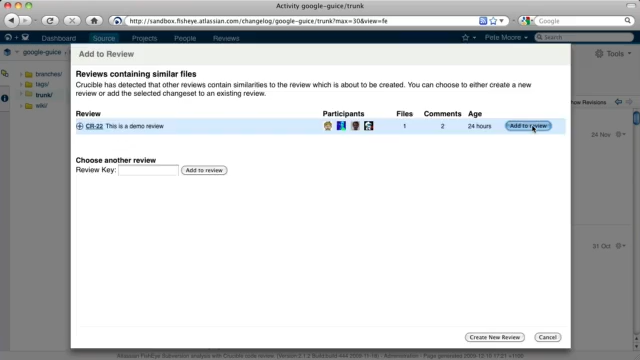 Activity google-guice/trunk
http://sandbox.fisheye.atlassian.com/changelog/google-guice/trunk?max=30&view=fe
Google
Dashboard Source Projects People Reviews Pete Moore Search
google-guice Tools
branches/
tags/
trunk/
wiki/
Show Revisions
24 Nov
31 Oct
Add to Review
Reviews containing similar files
Crucible has detected that other reviews contain similarities to the review which is about to be created. You can choose to either create a new
review or add the selected changeset to an existing review.
Review Participants Files Comments Age
CR-22 This is a demo review 1 2 24 hours Add to review
Choose another review
Review Key: Add to review
Create New Review Cancel